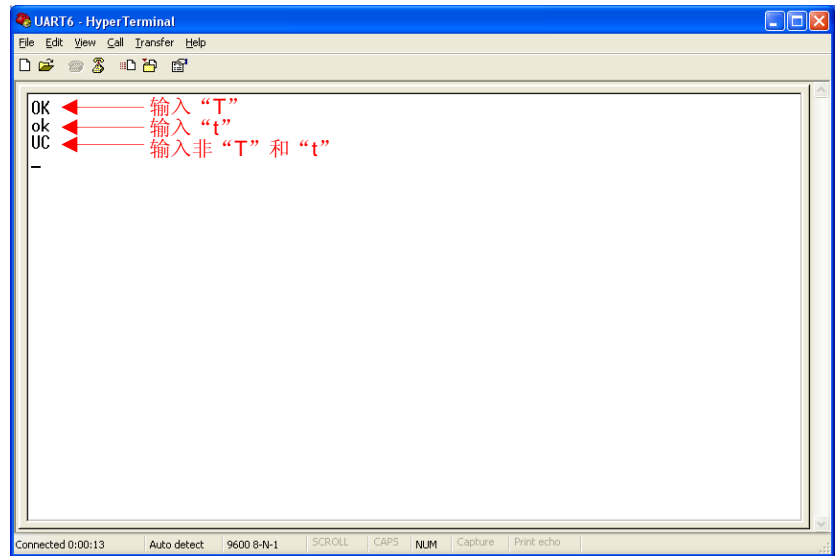 UART6 - HyperTerminal
File Edit View Call Transfer Help
OK 输入“T”
ok 输入“t”
UC 输入非“T”和“t”
Connected 0:00:13 Auto detect 9600 8-N-1 SCROLL CAPS NUM Capture Print echo